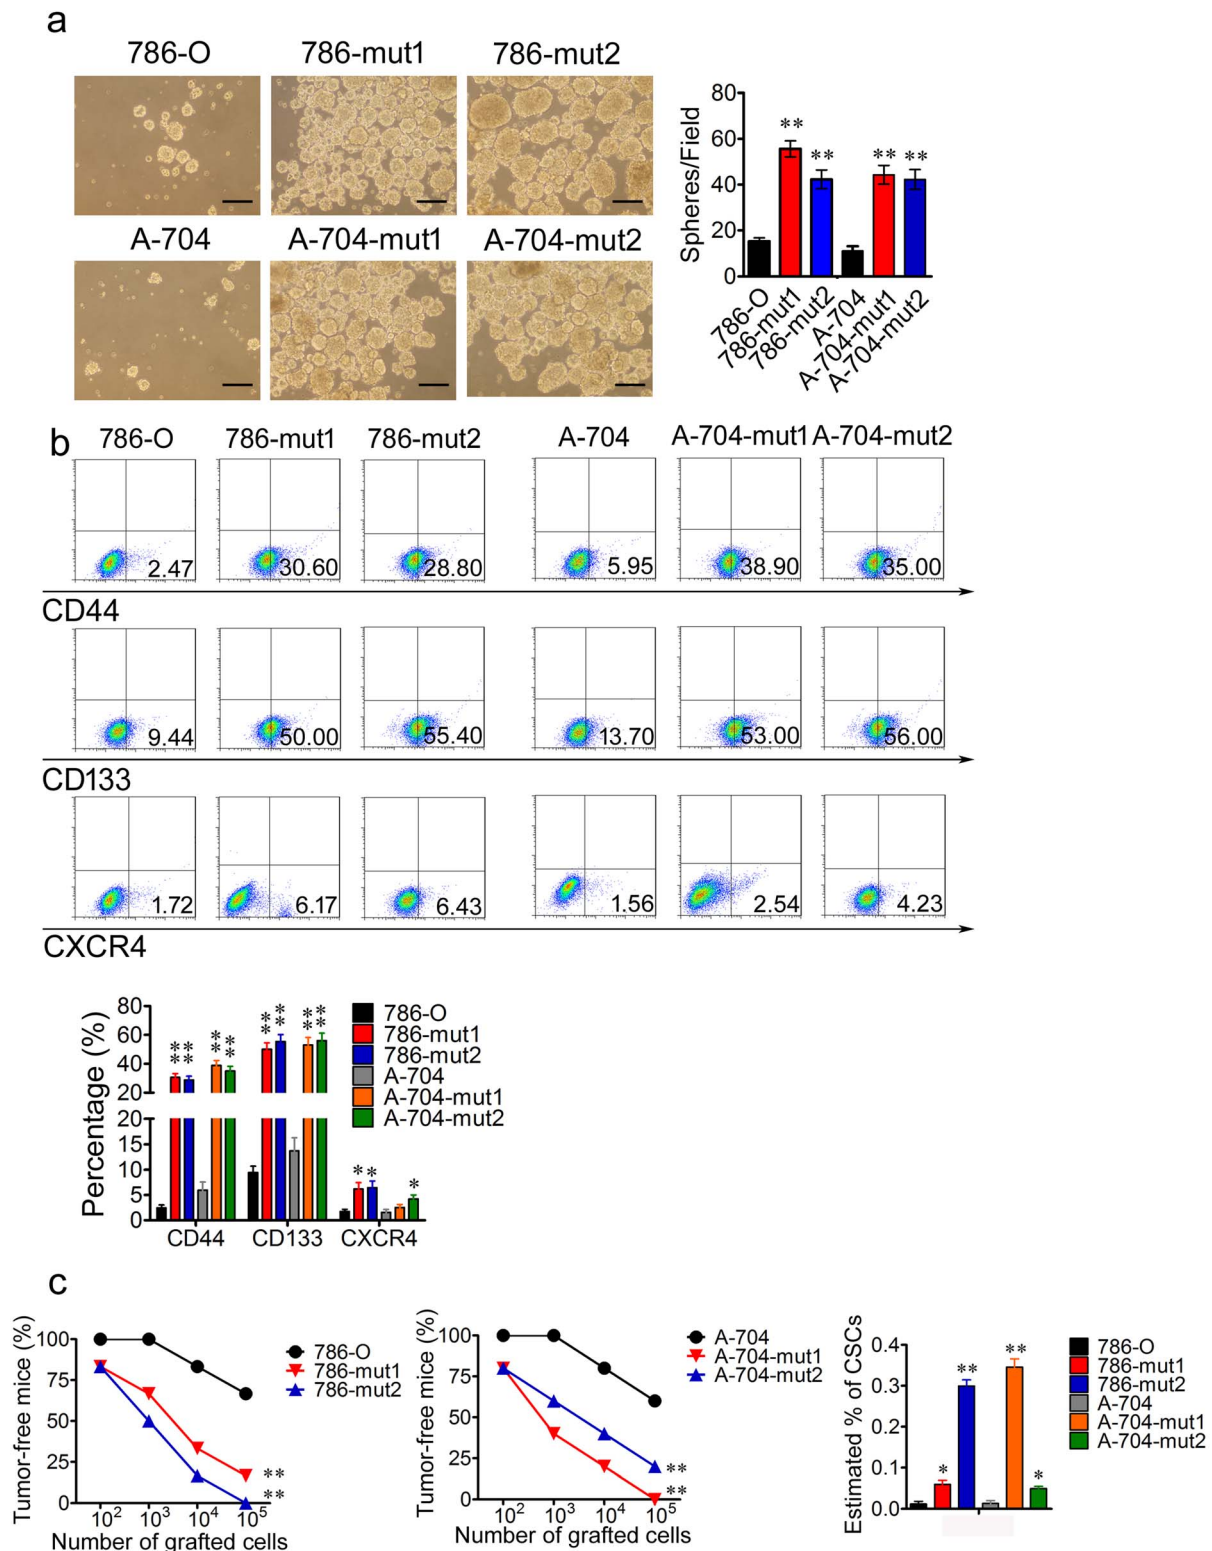 a
786-O 786-mut1 786-mut2
A-704 A-704-mut1 A-704-mut2
Spheres/Field
80
60
40
20
0
** ** ** **
786-O 786-mut1 786-mut2 A-704 A-704-mut1 A-704-mut2
b
786-O 786-mut1 786-mut2 A-704 A-704-mut1 A-704-mut2
2.47 30.60 28.80 5.95 38.90 35.00
CD44
9.44 50.00 55.40 13.70 53.00 56.00
CD133
1.72 6.17 6.43 1.56 2.54 4.23
CXCR4
Percentage (%)
80
60
40
20
20
15
10
5
0
** ** ** ** ** ** ** ** * * *
CD44 CD133 CXCR4
786-O
786-mut1
786-mut2
A-704
A-704-mut1
A-704-mut2
c
Tumor-free mice (%)
100
75
50
25
0
10² 10³ 10⁴ 10⁵
Number of grafted cells
**
**
786-O
786-mut1
786-mut2
Tumor-free mice (%)
100
75
50
25
0
10² 10³ 10⁴ 10⁵
Number of grafted cells
**
**
A-704
A-704-mut1
A-704-mut2
Estimated % of CSCs
0.4
0.3
0.2
0.1
0.0
* ** ** *
786-O
786-mut1
786-mut2
A-704
A-704-mut1
A-704-mut2